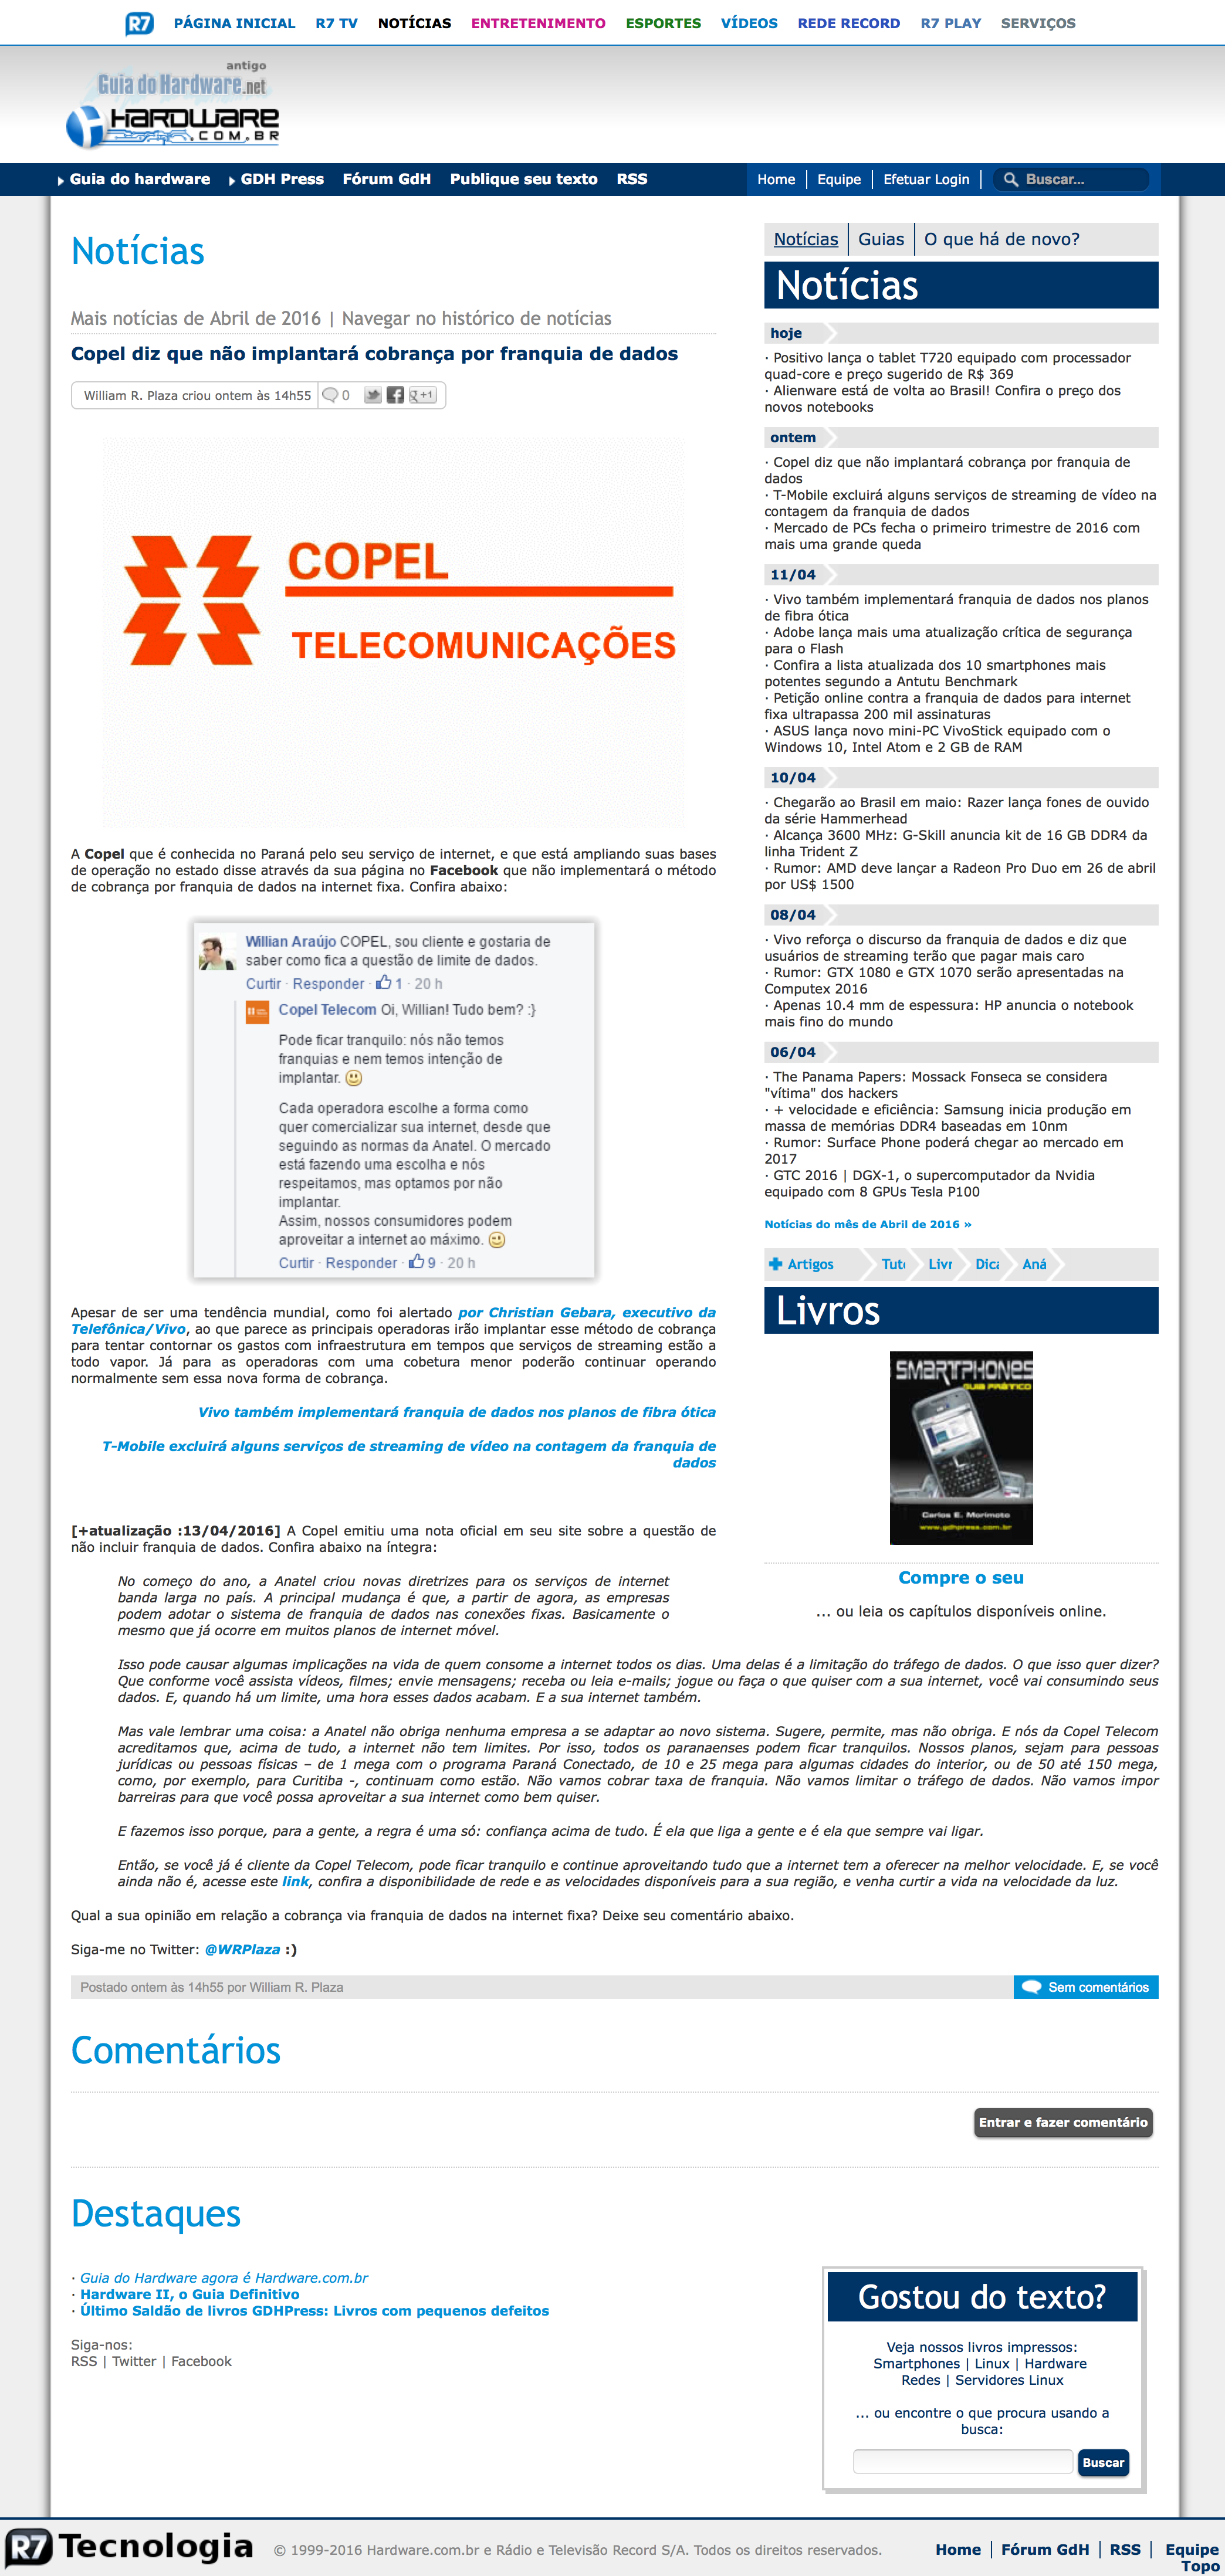 R7 PÁGINA INICIAL R7 TV NOTÍCIAS ENTRETENIMENTO ESPORTES VÍDEOS REDE RECORD R7 PLAY SERVIÇOS
antigo
Guia do Hardware.net
HARDWARE
.COM.BR
Guia do hardware GDH Press Fórum GdH Publique seu texto RSS
Home Equipe Efetuar Login Buscar...
Notícias
Mais notícias de Abril de 2016 | Navegar no histórico de notícias
Copel diz que não implantará cobrança por franquia de dados
William R. Plaza criou ontem às 14h55 0 g+1
COPEL
TELECOMUNICAÇÕES
A Copel que é conhecida no Paraná pelo seu serviço de internet, e que está ampliando suas bases
de operação no estado disse através da sua página no Facebook que não implementará o método
de cobrança por franquia de dados na internet fixa. Confira abaixo:
Willian Araújo COPEL, sou cliente e gostaria de
saber como fica a questão de limite de dados.
Curtir · Responder · 1 · 20 h
Copel Telecom Oi, Willian! Tudo bem? :}
Pode ficar tranquilo: nós não temos
franquias e nem temos intenção de
implantar.
Cada operadora escolhe a forma como
quer comercializar sua internet, desde que
seguindo as normas da Anatel. O mercado
está fazendo uma escolha e nós
respeitamos, mas optamos por não
implantar.
Assim, nossos consumidores podem
aproveitar a internet ao máximo.
Curtir · Responder · 9 · 20 h
Apesar de ser uma tendência mundial, como foi alertado por Christian Gebara, executivo da
Telefônica/Vivo, ao que parece as principais operadoras irão implantar esse método de cobrança
para tentar contornar os gastos com infraestrutura em tempos que serviços de streaming estão a
todo vapor. Já para as operadoras com uma cobetura menor poderão continuar operando
normalmente sem essa nova forma de cobrança.
Vivo também implementará franquia de dados nos planos de fibra ótica
T-Mobile excluirá alguns serviços de streaming de vídeo na contagem da franquia de
dados
[+atualização :13/04/2016] A Copel emitiu uma nota oficial em seu site sobre a questão de
não incluir franquia de dados. Confira abaixo na íntegra:
No começo do ano, a Anatel criou novas diretrizes para os serviços de internet
banda larga no país. A principal mudança é que, a partir de agora, as empresas
podem adotar o sistema de franquia de dados nas conexões fixas. Basicamente o
mesmo que já ocorre em muitos planos de internet móvel.
Notícias Guias O que há de novo?
Notícias
hoje
· Positivo lança o tablet T720 equipado com processador
quad-core e preço sugerido de R$ 369
· Alienware está de volta ao Brasil! Confira o preço dos
novos notebooks
ontem
· Copel diz que não implantará cobrança por franquia de
dados
· T-Mobile excluirá alguns serviços de streaming de vídeo na
contagem da franquia de dados
· Mercado de PCs fecha o primeiro trimestre de 2016 com
mais uma grande queda
11/04
· Vivo também implementará franquia de dados nos planos
de fibra ótica
· Adobe lança mais uma atualização crítica de segurança
para o Flash
· Confira a lista atualizada dos 10 smartphones mais
potentes segundo a Antutu Benchmark
· Petição online contra a franquia de dados para internet
fixa ultrapassa 200 mil assinaturas
· ASUS lança novo mini-PC VivoStick equipado com o
Windows 10, Intel Atom e 2 GB de RAM
10/04
· Chegarão ao Brasil em maio: Razer lança fones de ouvido
da série Hammerhead
· Alcança 3600 MHz: G-Skill anuncia kit de 16 GB DDR4 da
linha Trident Z
· Rumor: AMD deve lançar a Radeon Pro Duo em 26 de abril
por US$ 1500
08/04
· Vivo reforça o discurso da franquia de dados e diz que
usuários de streaming terão que pagar mais caro
· Rumor: GTX 1080 e GTX 1070 serão apresentadas na
Computex 2016
· Apenas 10.4 mm de espessura: HP anuncia o notebook
mais fino do mundo
06/04
· The Panama Papers: Mossack Fonseca se considera
"vítima" dos hackers
· + velocidade e eficiência: Samsung inicia produção em
massa de memórias DDR4 baseadas em 10nm
· Rumor: Surface Phone poderá chegar ao mercado em
2017
· GTC 2016 | DGX-1, o supercomputador da Nvidia
equipado com 8 GPUs Tesla P100
Notícias do mês de Abril de 2016 »
Artigos Tut Livr Dic Aná
Livros
SMARTPHONES
GUIA PRÁTICO
Carlos E. Morimoto
www.gdhpress.com.br
Compre o seu
... ou leia os capítulos disponíveis online.
Isso pode causar algumas implicações na vida de quem consome a internet todos os dias. Uma delas é a limitação do tráfego de dados. O que isso quer dizer?
Que conforme você assista vídeos, filmes; envie mensagens; receba ou leia e-mails; jogue ou faça o que quiser com a sua internet, você vai consumindo seus
dados. E, quando há um limite, uma hora esses dados acabam. E a sua internet também.
Mas vale lembrar uma coisa: a Anatel não obriga nenhuma empresa a se adaptar ao novo sistema. Sugere, permite, mas não obriga. E nós da Copel Telecom
acreditamos que, acima de tudo, a internet não tem limites. Por isso, todos os paranaenses podem ficar tranquilos. Nossos planos, sejam para pessoas
jurídicas ou pessoas físicas – de 1 mega com o programa Paraná Conectado, de 10 e 25 mega para algumas cidades do interior, ou de 50 até 150 mega,
como, por exemplo, para Curitiba -, continuam como estão. Não vamos cobrar taxa de franquia. Não vamos limitar o tráfego de dados. Não vamos impor
barreiras para que você possa aproveitar a sua internet como bem quiser.
E fazemos isso porque, para a gente, a regra é uma só: confiança acima de tudo. É ela que liga a gente e é ela que sempre vai ligar.
Então, se você já é cliente da Copel Telecom, pode ficar tranquilo e continue aproveitando tudo que a internet tem a oferecer na melhor velocidade. E, se você
ainda não é, acesse este link, confira a disponibilidade de rede e as velocidades disponíveis para a sua região, e venha curtir a vida na velocidade da luz.
Qual a sua opinião em relação a cobrança via franquia de dados na internet fixa? Deixe seu comentário abaixo.
Siga-me no Twitter: @WRPlaza :)
Postado ontem às 14h55 por William R. Plaza Sem comentários
Comentários
Entrar e fazer comentário
Destaques
· Guia do Hardware agora é Hardware.com.br
· Hardware II, o Guia Definitivo
· Último Saldão de livros GDHPress: Livros com pequenos defeitos
Siga-nos:
RSS | Twitter | Facebook
Gostou do texto?
Veja nossos livros impressos:
Smartphones | Linux | Hardware
Redes | Servidores Linux
... ou encontre o que procura usando a
busca:
Buscar
R7 Tecnologia © 1999-2016 Hardware.com.br e Rádio e Televisão Record S/A. Todos os direitos reservados. Home Fórum GdH RSS Equipe
Topo